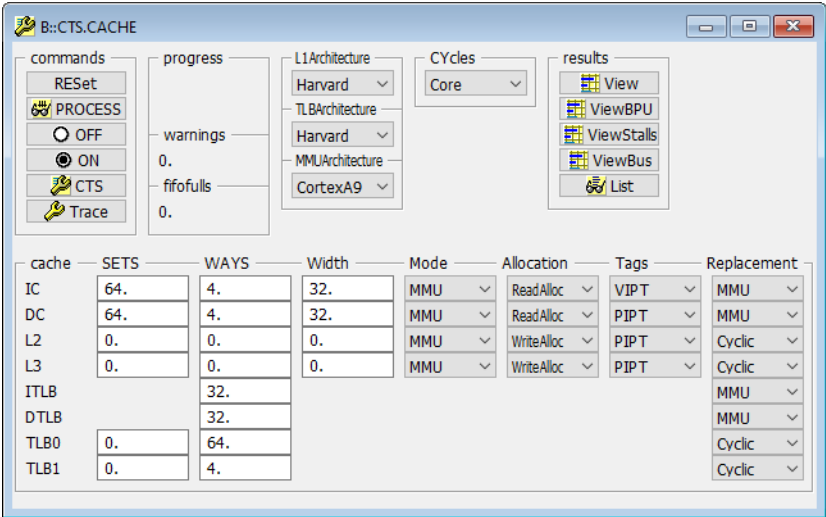 B::CTS.CACHE
commands
RESet
PROCESS
OFF
ON
CTS
Trace
progress
warnings
0.
fifofulls
0.
L1Architecture
Harvard
TLBArchitecture
Harvard
MMUArchitecture
CortexA9
CYcles
Core
results
View
ViewBPU
ViewStalls
ViewBus
List
cache SETS WAYS Width Mode Allocation Tags Replacement
IC 64. 4. 32. MMU ReadAlloc VIPT MMU
DC 64. 4. 32. MMU ReadAlloc PIPT MMU
L2 0. 0. 0. MMU WriteAlloc PIPT Cyclic
L3 0. 0. 0. MMU WriteAlloc PIPT Cyclic
ITLB 32. MMU
DTLB 32. MMU
TLB0 0. 64. Cyclic
TLB1 0. 4. Cyclic